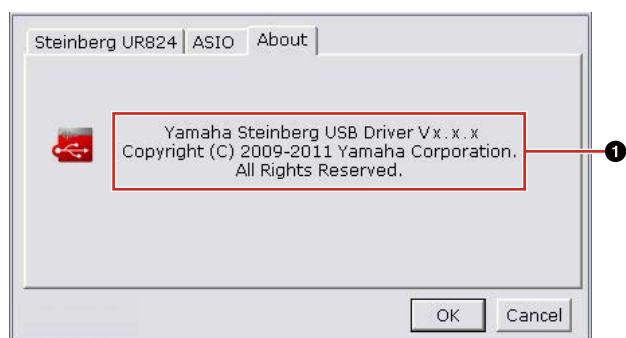 Steinberg UR824 ASIO About
Yamaha Steinberg USB Driver Vx.x.x
Copyright (C) 2009-2011 Yamaha Corporation.
All Rights Reserved.
1
OK Cancel